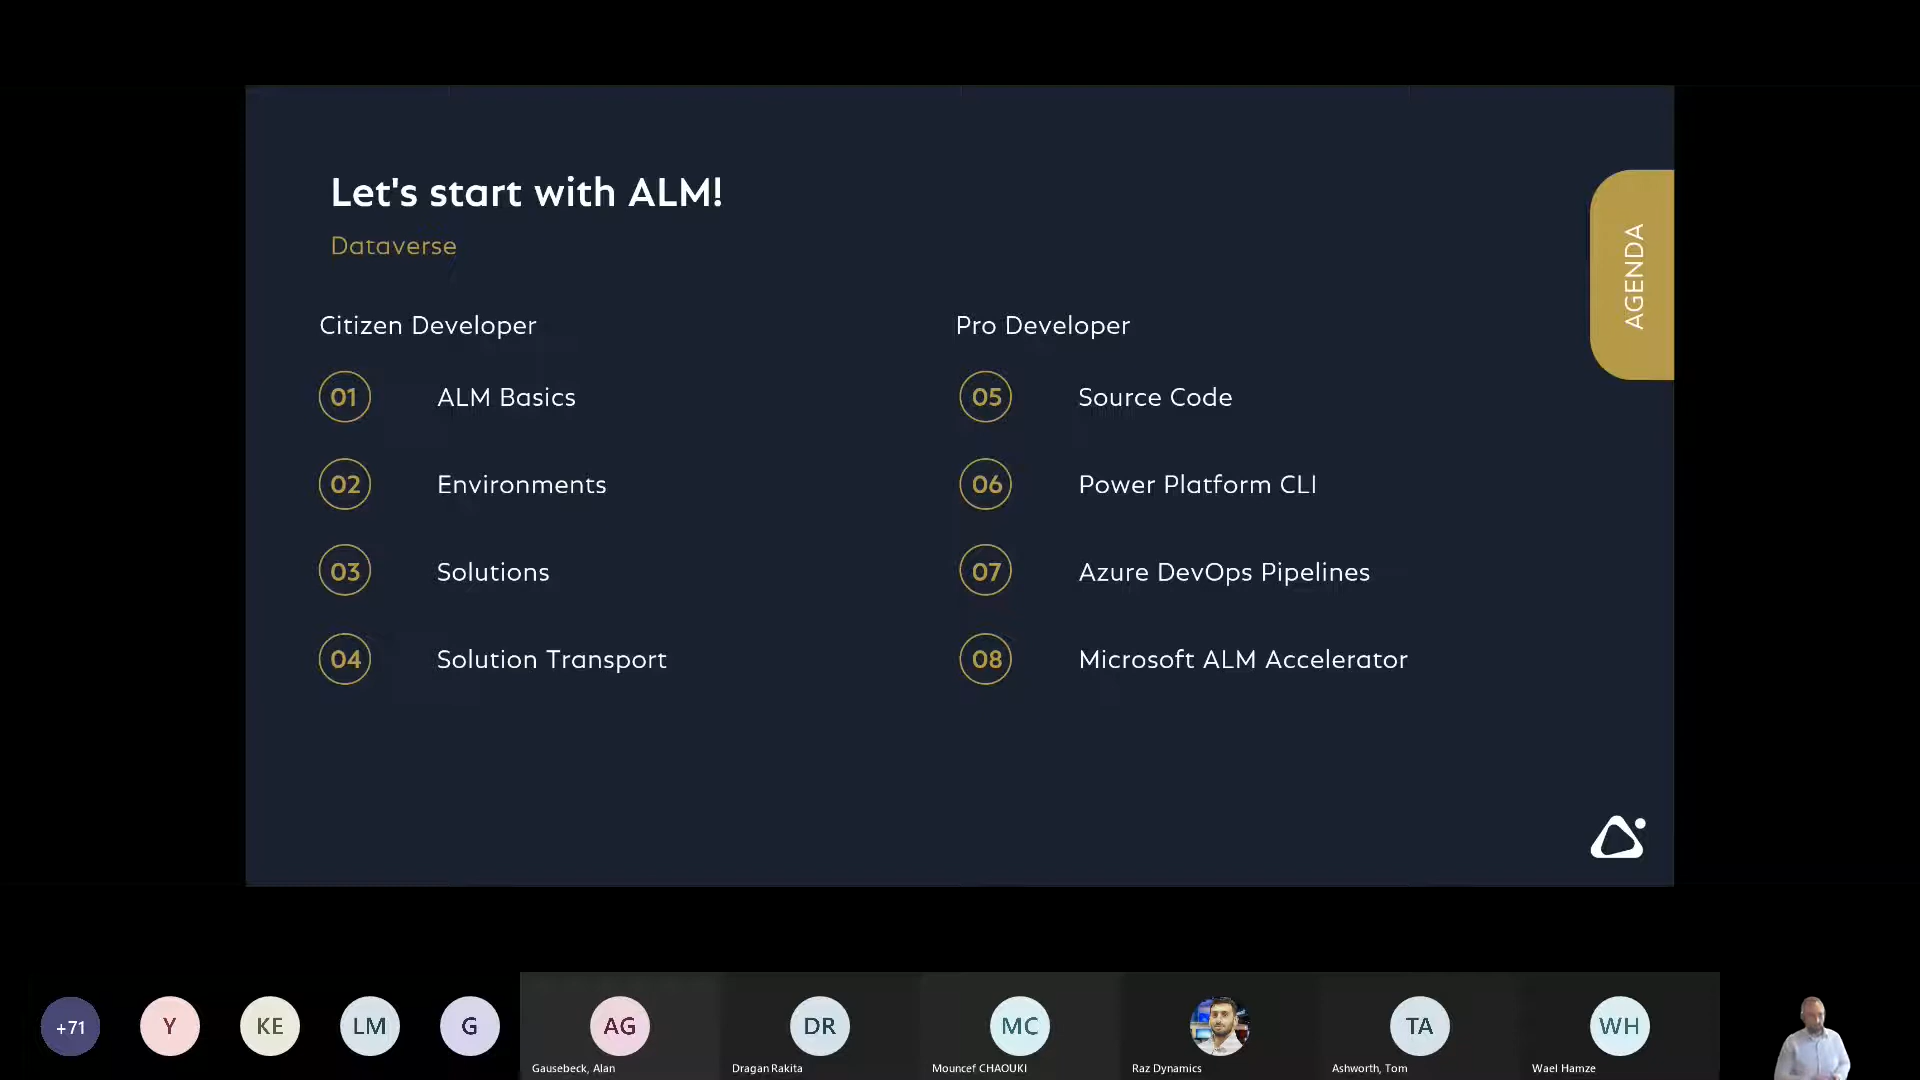 Let's start with ALM!
Dataverse
AGENDA
Citizen Developer
01 ALM Basics
02 Environments
03 Solutions
04 Solution Transport
Pro Developer
05 Source Code
06 Power Platform CLI
07 Azure DevOps Pipelines
08 Microsoft ALM Accelerator
+71
Y
KE
LM
G
AG
Gausebeck, Alan
DR
Dragan Rakita
MC
Mouncef CHAOUKI
Raz Dynamics
TA
Ashworth, Tom
WH
Wael Hamze